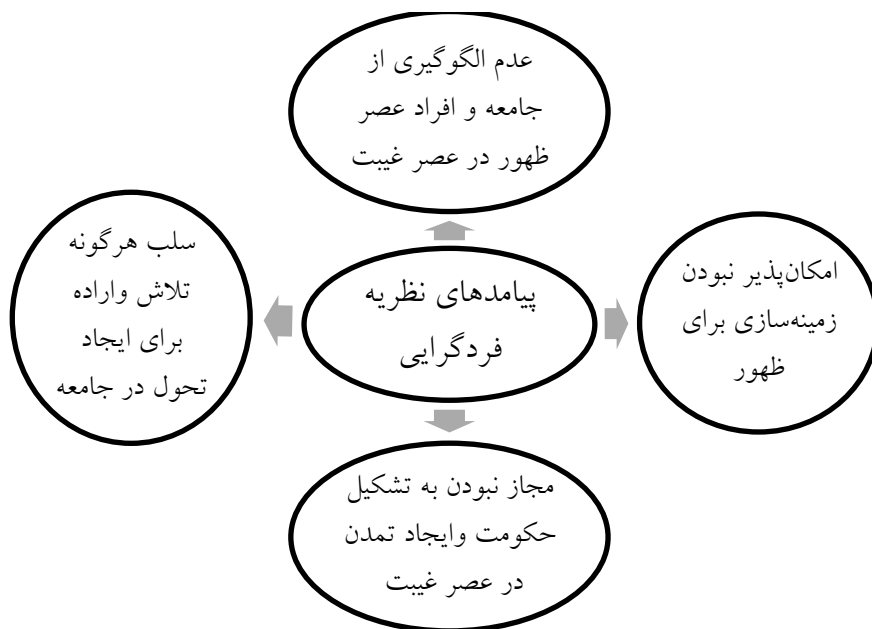 عدم الگوگیری از
جامعه و افراد عصر
ظهور در عصر غیبت
امکان‌پذیر نبودن
زمینه‌سازی برای
ظهور
پیامدهای نظریه
فردگرایی
سلب هرگونه
تلاش واراده
برای ایجاد
تحول در جامعه
مجاز نبودن به تشکیل
حکومت وایجاد تمدن
در عصر غیبت